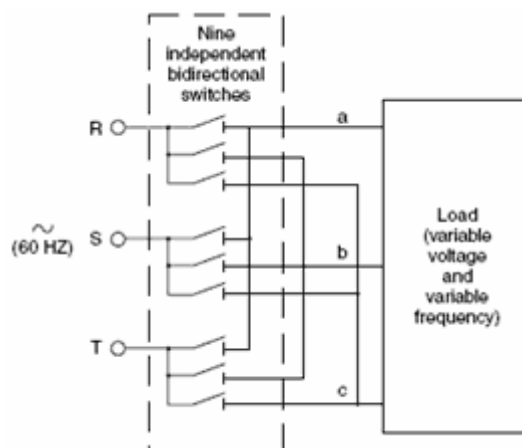 Nine
independent
bidirectional
switches
R
a
(60 HZ)
S
b
T
c
Load
(variable
voltage
and
variable
frequency)